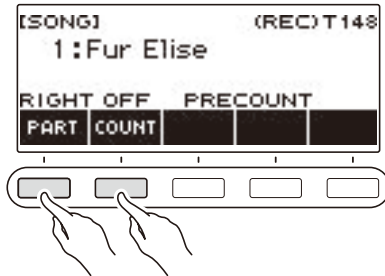 [SONG] (REC) T148
1:Fur Elise
RIGHT OFF PRECOUNT
PART COUNT